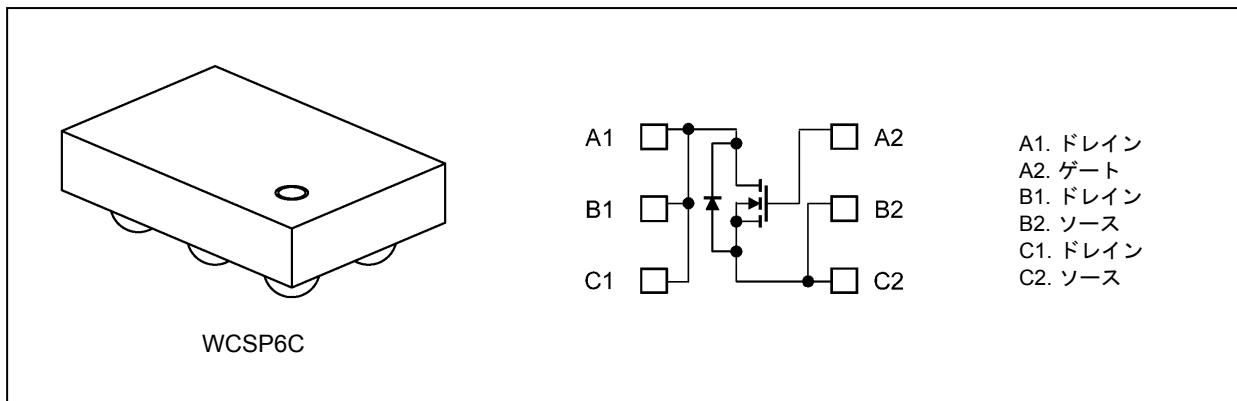 WCSP6C
A1
B1
C1
A2
B2
C2
A1. ドレイン
A2. ゲート
B1. ドレイン
B2. ソース
C1. ドレイン
C2. ソース